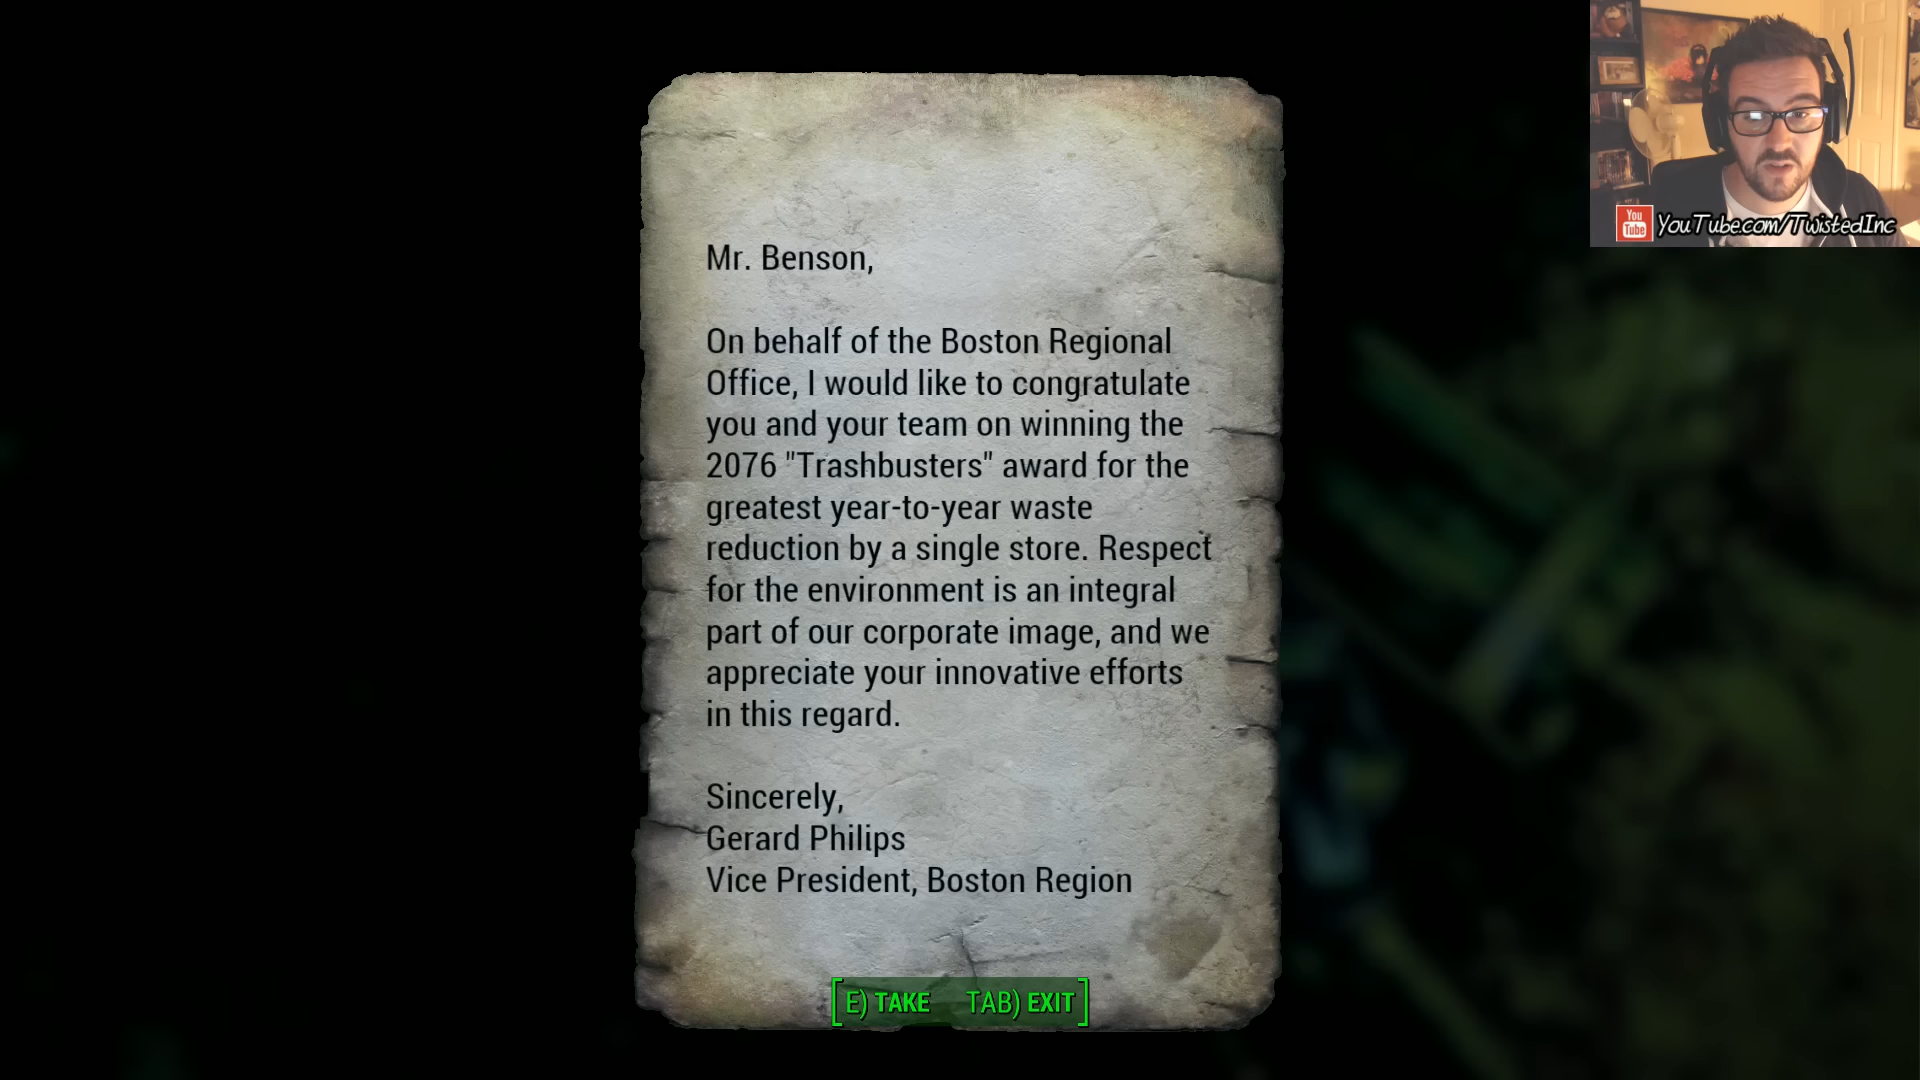 Mr. Benson,
On behalf of the Boston Regional
Office, I would like to congratulate
you and your team on winning the
2076 "Trashbusters" award for the
greatest year-to-year waste
reduction by a single store. Respect
for the environment is an integral
part of our corporate image, and we
appreciate your innovative efforts
in this regard.
Sincerely,
Gerard Philips
Vice President, Boston Region
E) TAKE TAB) EXIT
You
Tube
YouTube.com/TwistedInc